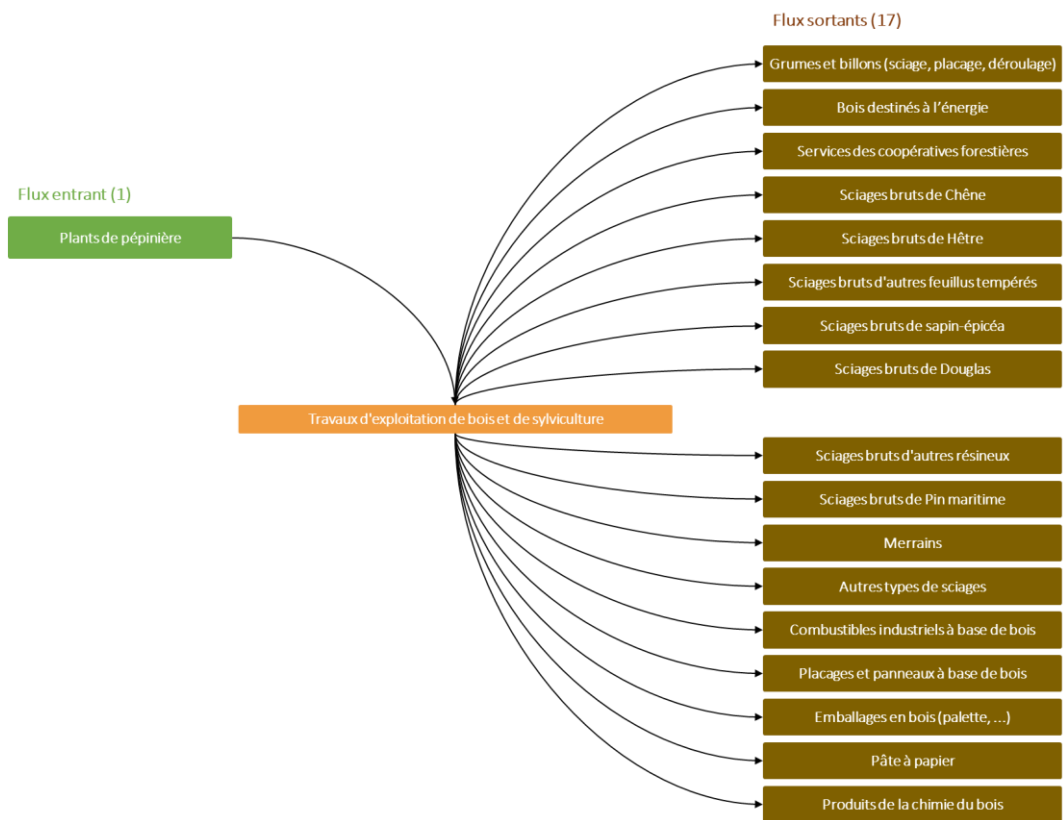 Flux sortants (17)
Grumes et billons (sciage, placage, déroulage)
Bois destinés à l’énergie
Services des coopératives forestières
Flux entrant (1)
Sciages bruts de Chêne
Plants de pépinière
Sciages bruts de Hêtre
Sciages bruts d'autres feuillus tempérés
Sciages bruts de sapin-épicéa
Sciages bruts de Douglas
Travaux d'exploitation de bois et de sylviculture
Sciages bruts d'autres résineux
Sciages bruts de Pin maritime
Merrains
Autres types de sciages
Combustibles industriels à base de bois
Placages et panneaux à base de bois
Emballages en bois (palette, ...)
Pâte à papier
Produits de la chimie du bois